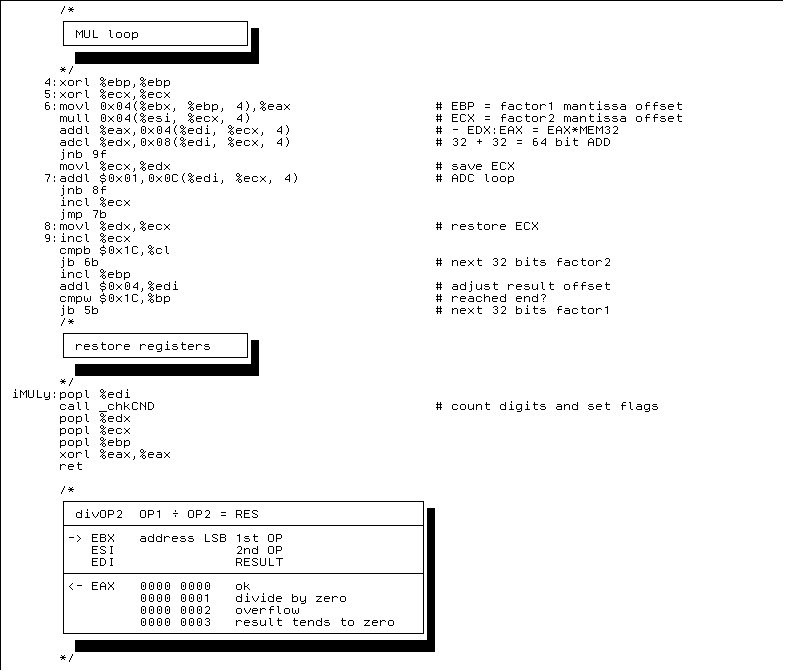 /*
MUL loop
*/
4:xorl %ebp,%ebp
5:xorl %ecx,%ecx
6:movl 0x04(%ebx, %ebp, 4),%eax # EBP = factor1 mantissa offset
mull 0x04(%esi, %ecx, 4) # ECX = factor2 mantissa offset
addl %eax,0x04(%edi, %ecx, 4) # - EDX:EAX = EAX*MEM32
adcl %edx,0x08(%edi, %ecx, 4) # 32 + 32 = 64 bit ADD
jnb 9f
movl %ecx,%edx # save ECX
7:addl $0x01,0x0C(%edi, %ecx, 4) # ADC loop
jnb 8f
incl %ecx
jmp 7b
8:movl %edx,%ecx # restore ECX
9:incl %ecx
cmpb $0x1C,%cl
jb 6b # next 32 bits factor2
incl %ebp
addl $0x04,%edi # adjust result offset
cmpw $0x1C,%bp # reached end?
jb 5b # next 32 bits factor1
/*
restore registers
*/
iMULy:popl %edi
call _chkCND # count digits and set flags
popl %edx
popl %ecx
popl %ebp
xorl %eax,%eax
ret
/*
divOP2 OP1 ÷ OP2 = RES
-> EBX address LSB 1st OP
ESI 2nd OP
EDI RESULT
<- EAX 0000 0000 ok
0000 0001 divide by zero
0000 0002 overflow
0000 0003 result tends to zero
*/